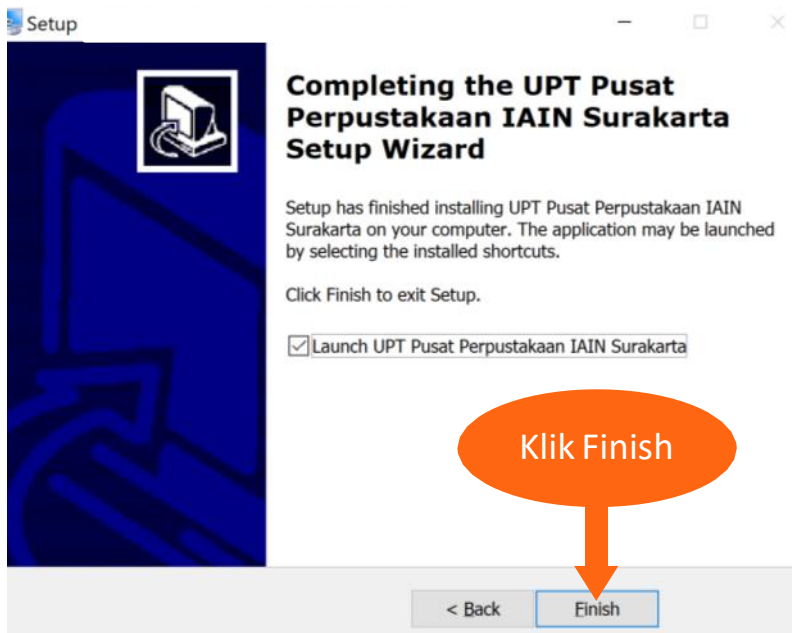 Setup
Completing the UPT Pusat
Perpustakaan IAIN Surakarta
Setup Wizard
Setup has finished installing UPT Pusat Perpustakaan IAIN
Surakarta on your computer. The application may be launched
by selecting the installed shortcuts.
Click Finish to exit Setup.
Launch UPT Pusat Perpustakaan IAIN Surakarta
Klik Finish
< Back
Finish